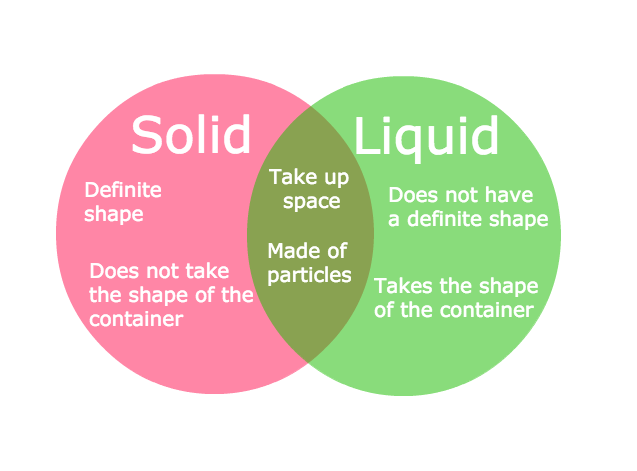 Solid
Definite
shape
Does not take
the shape of the
container
Take up
space
Made of
particles
Liquid
Does not have
a definite shape
Takes the shape
of the container